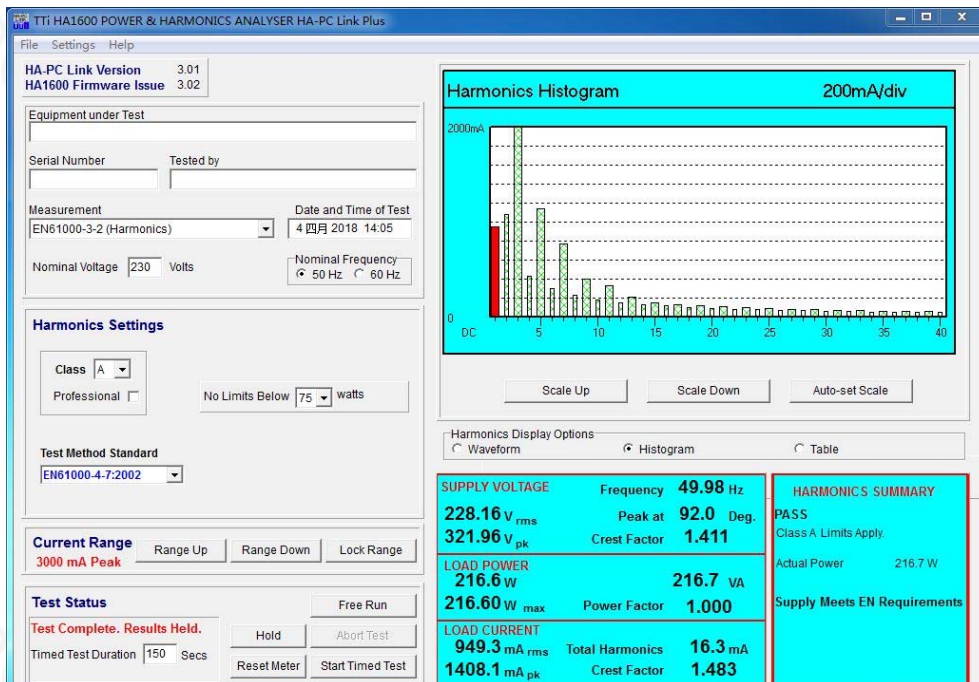 TTi HA1600 POWER & HARMONICS ANALYSER HA-PC Link Plus
File Settings Help
HA-PC Link Version 3.01
HA1600 Firmware Issue 3.02
Equipment under Test
Serial Number Tested by
Measurement Date and Time of Test
EN61000-3-2 (Harmonics) 4 四月 2018 14:05
Nominal Voltage 230 Volts
Nominal Frequency
50 Hz 60 Hz
Harmonics Settings
Class A
Professional
No Limits Below 75 watts
Test Method Standard
EN61000-4-7:2002
Current Range
3000 mA Peak
Range Up Range Down Lock Range
Test Status
Test Complete. Results Held.
Timed Test Duration 150 Secs
Free Run
Hold Abort Test
Reset Meter Start Timed Test
Harmonics Histogram 200mA/div
2000mA
0
DC 5 10 15 20 25 30 35 40
Scale Up Scale Down Auto-set Scale
Harmonics Display Options
Waveform Histogram Table
SUPPLY VOLTAGE Frequency 49.98 Hz
228.16 V rms Peak at 92.0 Deg.
321.96 V pk Crest Factor 1.411
LOAD POWER
216.6 W 216.7 VA
216.60 W max Power Factor 1.000
LOAD CURRENT
949.3 mA rms Total Harmonics 16.3 mA
1408.1 mA pk Crest Factor 1.483
HARMONICS SUMMARY
PASS
Class A Limits Apply.
Actual Power 216.7 W
Supply Meets EN Requirements